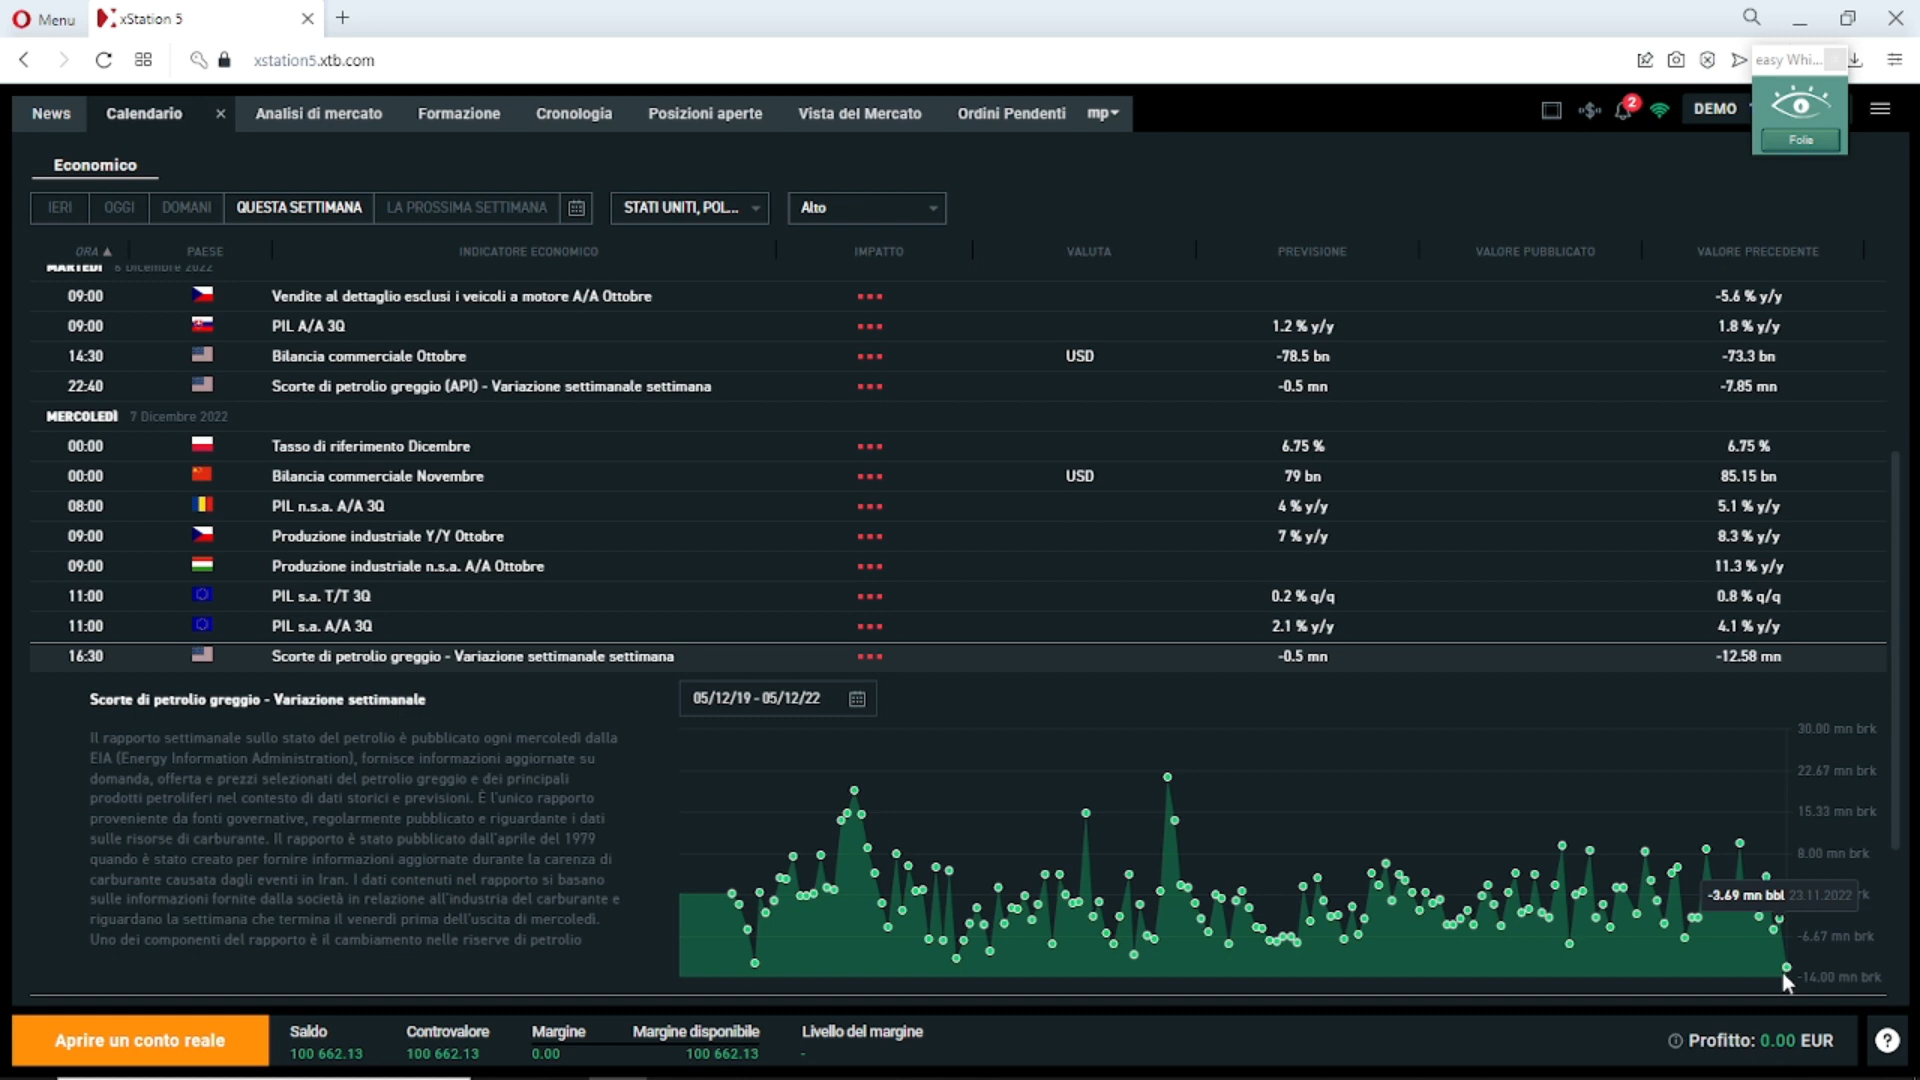 Menu
xStation 5
xstation5.xtb.com
easy Whi...
News
Calendario
Analisi di mercato
Formazione
Cronologia
Posizioni aperte
Vista del Mercato
Ordini Pendenti
mp
2
DEMO
Folie
Economico
IERI
OGGI
DOMANI
QUESTA SETTIMANA
LA PROSSIMA SETTIMANA
STATI UNITI, POL...
Alto
ORA PAESE INDICATORE ECONOMICO IMPATTO VALUTA PREVISIONE VALORE PUBBLICATO VALORE PRECEDENTE
MARTEDÌ 6 Dicembre 2022
09:00 Vendite al dettaglio esclusi i veicoli a motore A/A Ottobre -5.6 % y/y
09:00 PIL A/A 3Q 1.2 % y/y 1.8 % y/y
14:30 Bilancia commerciale Ottobre USD -78.5 bn -73.3 bn
22:40 Scorte di petrolio greggio (API) - Variazione settimanale settimana -0.5 mn -7.85 mn
MERCOLEDÌ 7 Dicembre 2022
00:00 Tasso di riferimento Dicembre 6.75 % 6.75 %
00:00 Bilancia commerciale Novembre USD 79 bn 85.15 bn
08:00 PIL n.s.a. A/A 3Q 4 % y/y 5.1 % y/y
09:00 Produzione industriale Y/Y Ottobre 7 % y/y 8.3 % y/y
09:00 Produzione industriale n.s.a. A/A Ottobre 11.3 % y/y
11:00 PIL s.a. T/T 3Q 0.2 % q/q 0.8 % q/q
11:00 PIL s.a. A/A 3Q 2.1 % y/y 4.1 % y/y
16:30 Scorte di petrolio greggio - Variazione settimanale settimana -0.5 mn -12.58 mn
Scorte di petrolio greggio - Variazione settimanale
05/12/19 - 05/12/22
Il rapporto settimanale sullo stato del petrolio è pubblicato ogni mercoledì dalla
EIA (Energy Information Administration), fornisce informazioni aggiornate su
domanda, offerta e prezzi selezionati del petrolio greggio e dei principali
prodotti petroliferi nel contesto di dati storici e previsioni. È l'unico rapporto
proveniente da fonti governative, regolarmente pubblicato e riguardante i dati
sulle risorse di carburante. Il rapporto è stato pubblicato dall'aprile del 1979
quando è stato creato per fornire informazioni aggiornate durante la carenza di
carburante causata dagli eventi in Iran. I dati contenuti nel rapporto si basano
sulle informazioni fornite dalla società in relazione all'industria del carburante e
riguardano la settimana che termina il venerdì prima dell'uscita di mercoledì.
Uno dei componenti del rapporto è il cambiamento nelle riserve di petrolio
30.00 mn brk
22.67 mn brk
15.33 mn brk
8.00 mn brk
-3.69 mn bbl 23.11.2022
-6.67 mn brk
-14.00 mn brk
Aprire un conto reale
Saldo Controvalore Margine Margine disponibile Livello del margine
100 662.13 100 662.13 0.00 100 662.13 -
Profitto: 0.00 EUR
?